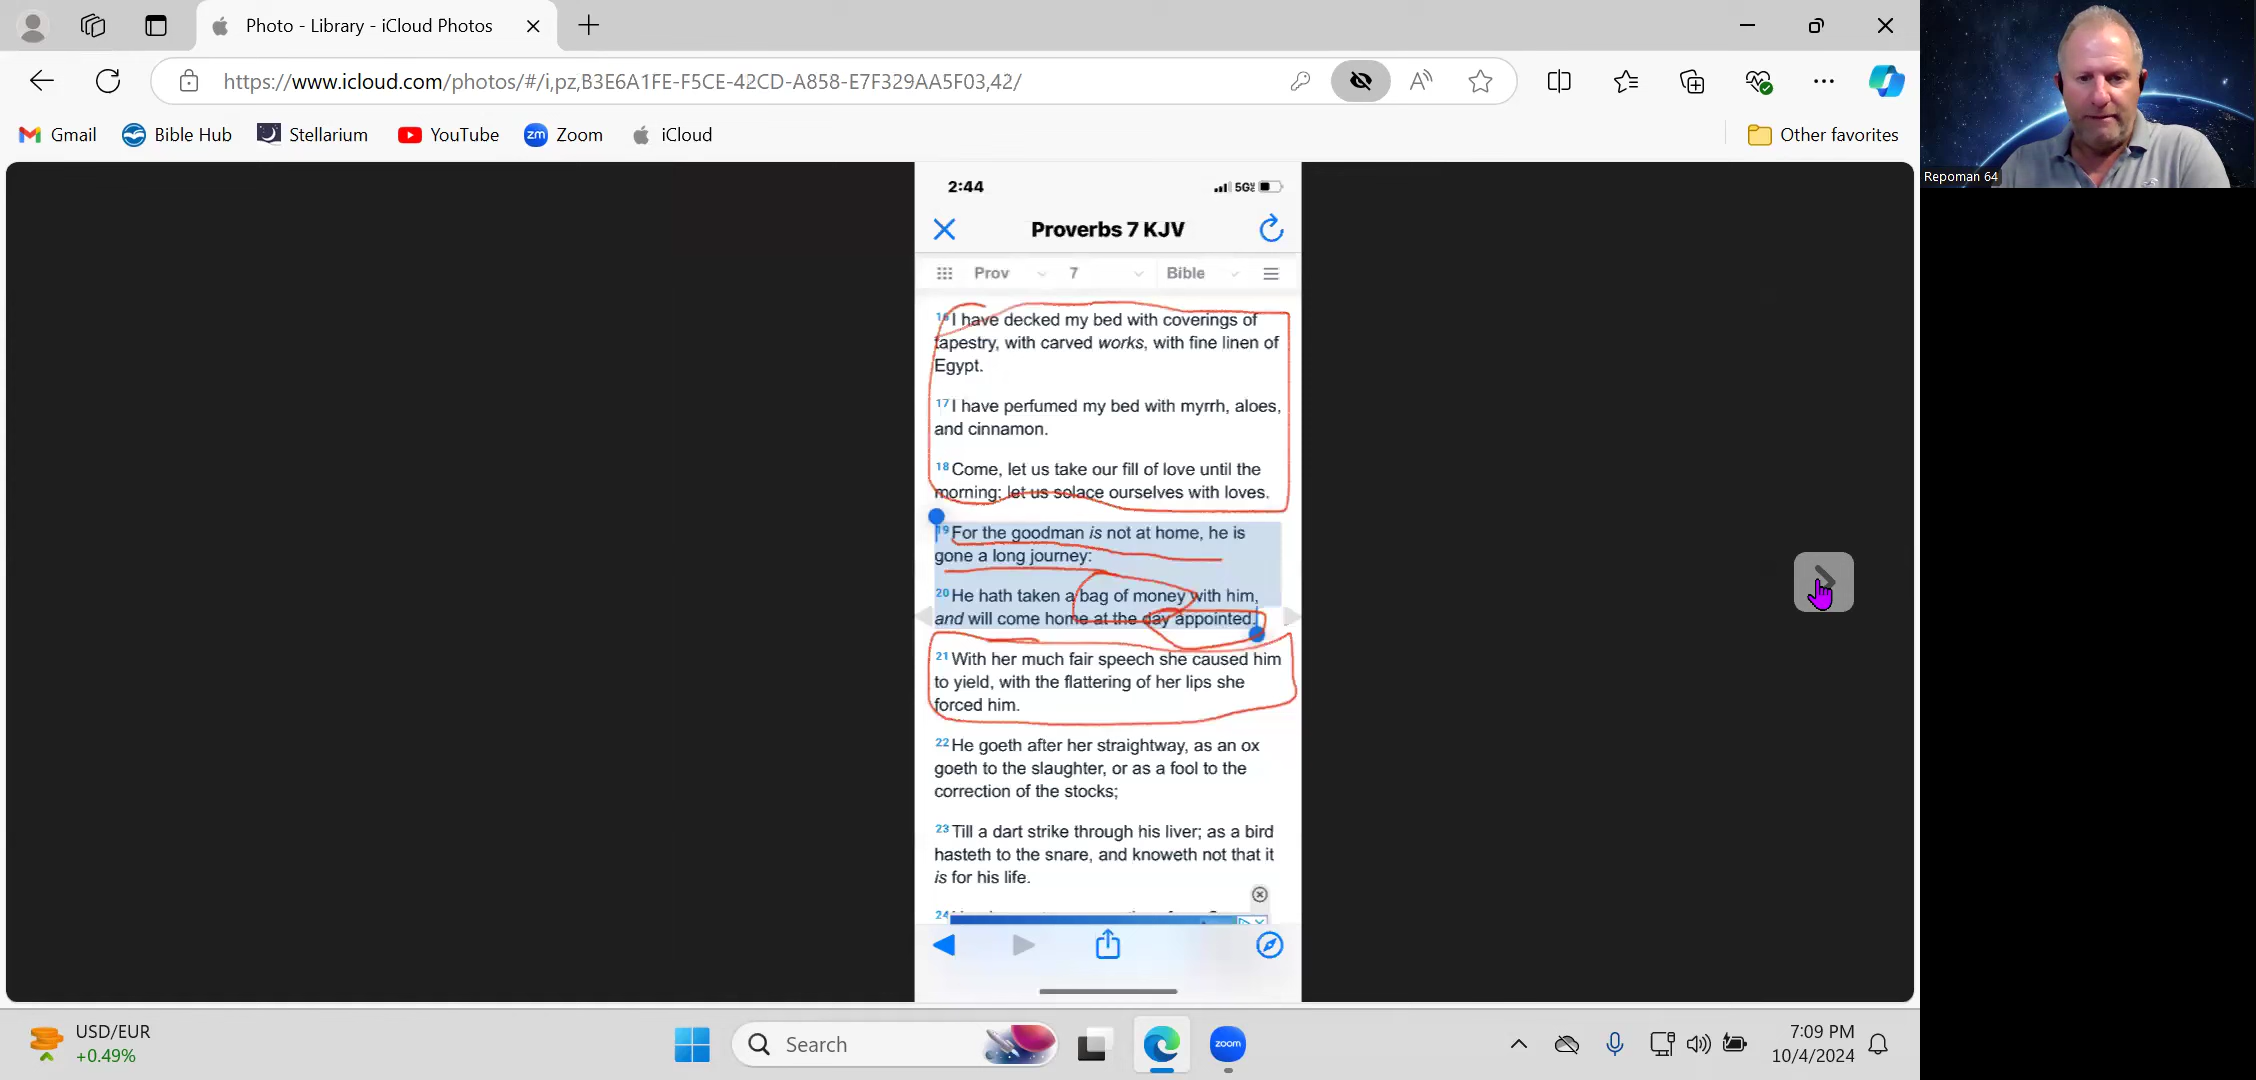 Photo - Library - iCloud Photos
https://www.icloud.com/photos/#/i,pz,B3E6A1FE-F5CE-42CD-A858-E7F329AA5F03,42/
Gmail Bible Hub Stellarium YouTube zm Zoom iCloud Other favorites
Repoman 64
2:44 5G
Proverbs 7 KJV
Prov 7 Bible
16 I have decked my bed with coverings of
tapestry, with carved works, with fine linen of
Egypt.
17 I have perfumed my bed with myrrh, aloes,
and cinnamon.
18 Come, let us take our fill of love until the
morning: let us solace ourselves with loves.
19 For the goodman is not at home, he is
gone a long journey:
20 He hath taken a bag of money with him,
and will come home at the day appointed.
21 With her much fair speech she caused him
to yield, with the flattering of her lips she
forced him.
22 He goeth after her straightway, as an ox
goeth to the slaughter, or as a fool to the
correction of the stocks;
23 Till a dart strike through his liver; as a bird
hasteth to the snare, and knoweth not that it
is for his life.
24
USD/EUR
+0.49%
Search
zoom
7:09 PM
10/4/2024